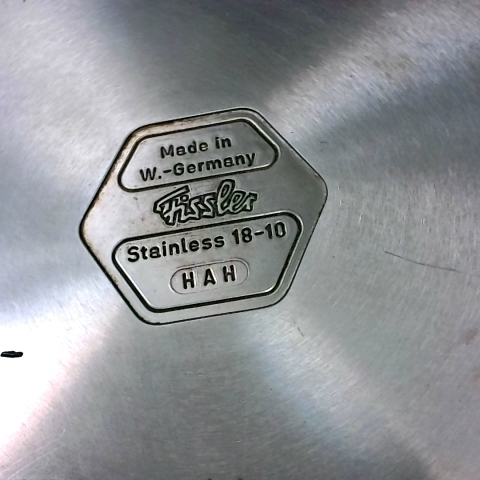 Made in
W.-Germany
Fissler
Stainless 18-10
HAH